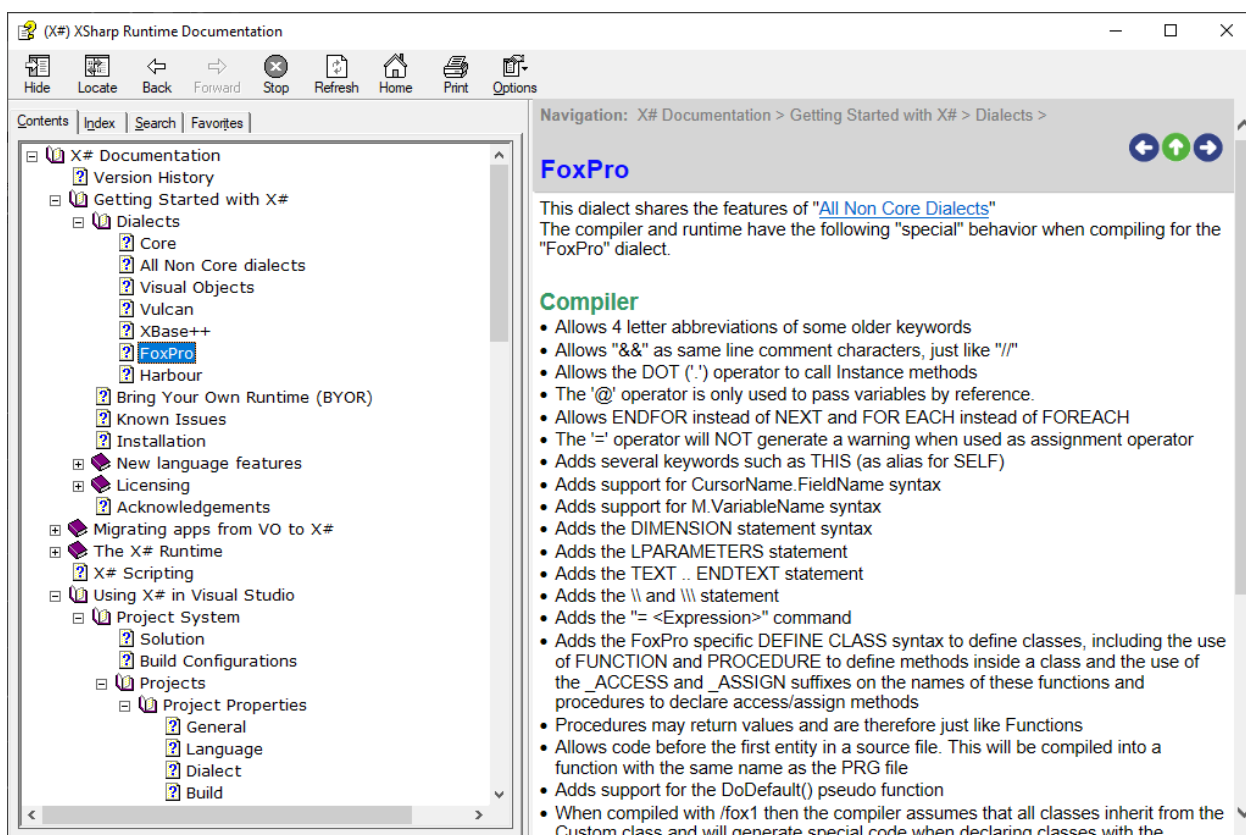 (X#) XSharp Runtime Documentation
Hide Locate Back Forward Stop Refresh Home Print Options
Contents Index Search Favorites
X# Documentation
Version History
Getting Started with X#
Dialects
Core
All Non Core dialects
Visual Objects
Vulcan
XBase++
FoxPro
Harbour
Bring Your Own Runtime (BYOR)
Known Issues
Installation
New language features
Licensing
Acknowledgements
Migrating apps from VO to X#
The X# Runtime
X# Scripting
Using X# in Visual Studio
Project System
Solution
Build Configurations
Projects
Project Properties
General
Language
Dialect
Build
Navigation: X# Documentation > Getting Started with X# > Dialects >
FoxPro
This dialect shares the features of "All Non Core Dialects"
The compiler and runtime have the following "special" behavior when compiling for the
"FoxPro" dialect.
Compiler
• Allows 4 letter abbreviations of some older keywords
• Allows "&&" as same line comment characters, just like "//"
• Allows the DOT ('.') operator to call Instance methods
• The '@' operator is only used to pass variables by reference.
• Allows ENDFOR instead of NEXT and FOR EACH instead of FOREACH
• The '=' operator will NOT generate a warning when used as assignment operator
• Adds several keywords such as THIS (as alias for SELF)
• Adds support for CursorName.FieldName syntax
• Adds support for M.VariableName syntax
• Adds the DIMENSION statement syntax
• Adds the LPARAMETERS statement
• Adds the TEXT .. ENDTEXT statement
• Adds the \\ and \\\ statement
• Adds the "= <Expression>" command
• Adds the FoxPro specific DEFINE CLASS syntax to define classes, including the use
of FUNCTION and PROCEDURE to define methods inside a class and the use of
the _ACCESS and _ASSIGN suffixes on the names of these functions and
procedures to declare access/assign methods
• Procedures may return values and are therefore just like Functions
• Allows code before the first entity in a source file. This will be compiled into a
function with the same name as the PRG file
• Adds support for the DoDefault() pseudo function
• When compiled with /fox1 then the compiler assumes that all classes inherit from the
Custom class and will generate special code when declaring classes with the